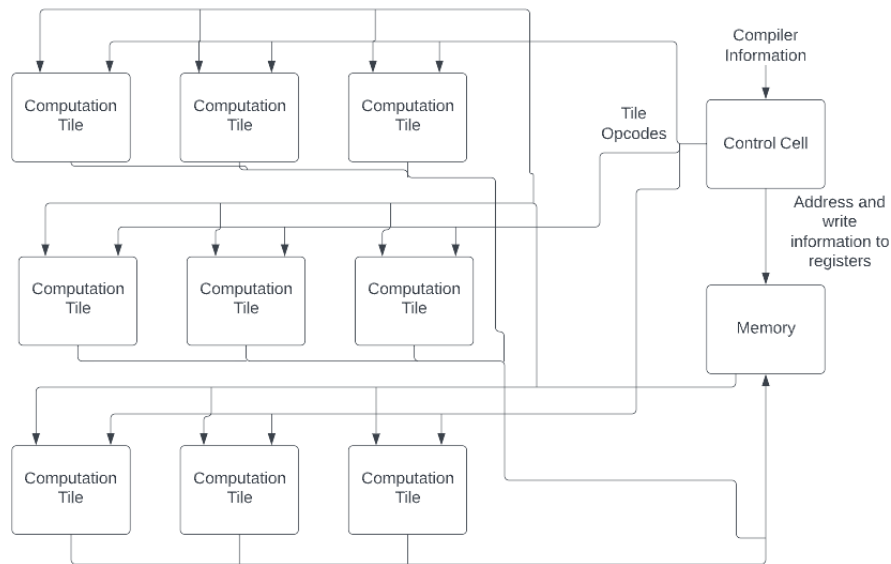 Compiler
Information
Computation
Tile
Computation
Tile
Computation
Tile
Tile
Opcodes
Control Cell
Address and
write
information to
registers
Computation
Tile
Computation
Tile
Computation
Tile
Memory
Computation
Tile
Computation
Tile
Computation
Tile